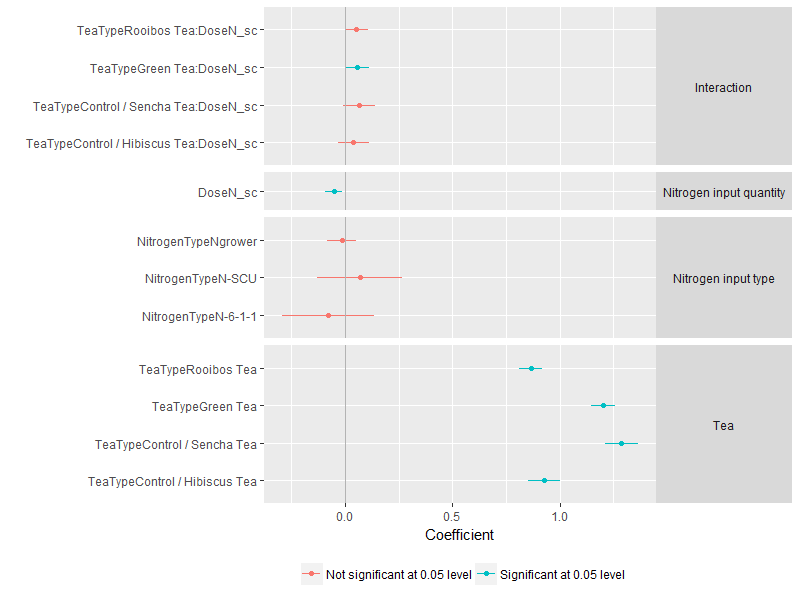 TeaTypeRooibos Tea:DoseN_sc
TeaTypeGreen Tea:DoseN_sc
TeaTypeControl / Sencha Tea:DoseN_sc
TeaTypeControl / Hibiscus Tea:DoseN_sc
Interaction
DoseN_sc
Nitrogen input quantity
NitrogenTypeNgrower
NitrogenTypeN-SCU
NitrogenTypeN-6-1-1
Nitrogen input type
TeaTypeRooibos Tea
TeaTypeGreen Tea
TeaTypeControl / Sencha Tea
TeaTypeControl / Hibiscus Tea
Tea
0.0 0.5 1.0
Coefficient
Not significant at 0.05 level Significant at 0.05 level